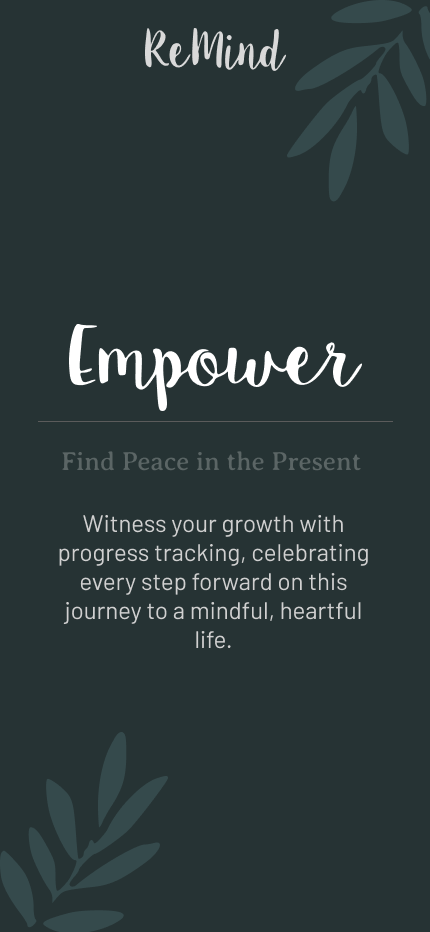 ReMind
Empower
Find Peace in the Present
Witness your growth with
progress tracking, celebrating
every step forward on this
journey to a mindful, heartful
life.